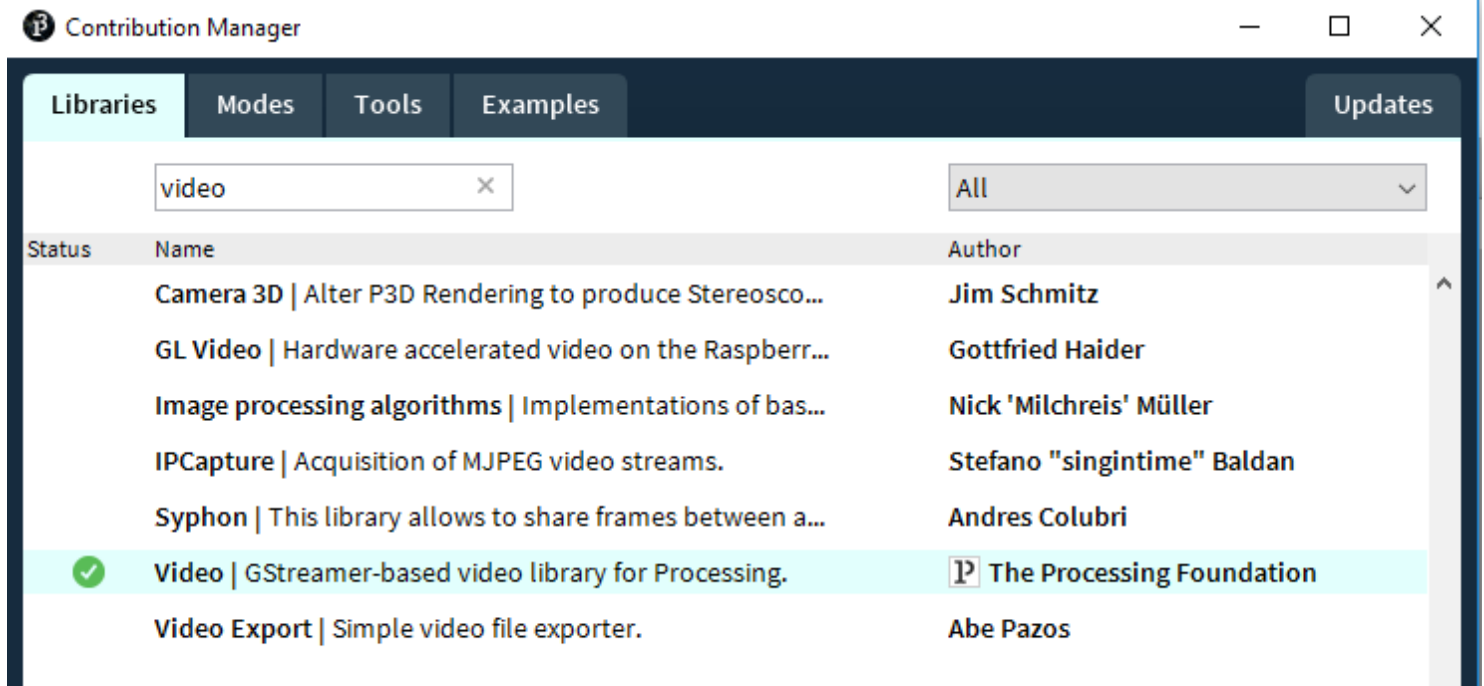 Contribution Manager
Libraries Modes Tools Examples Updates
video All
Status Name Author
Camera 3D | Alter P3D Rendering to produce Stereosco... Jim Schmitz
GL Video | Hardware accelerated video on the Raspberr... Gottfried Haider
Image processing algorithms | Implementations of bas... Nick 'Milchreis' Müller
IPCapture | Acquisition of MJPEG video streams. Stefano "singintime" Baldan
Syphon | This library allows to share frames between a... Andres Colubri
Video | GStreamer-based video library for Processing. The Processing Foundation
Video Export | Simple video file exporter. Abe Pazos